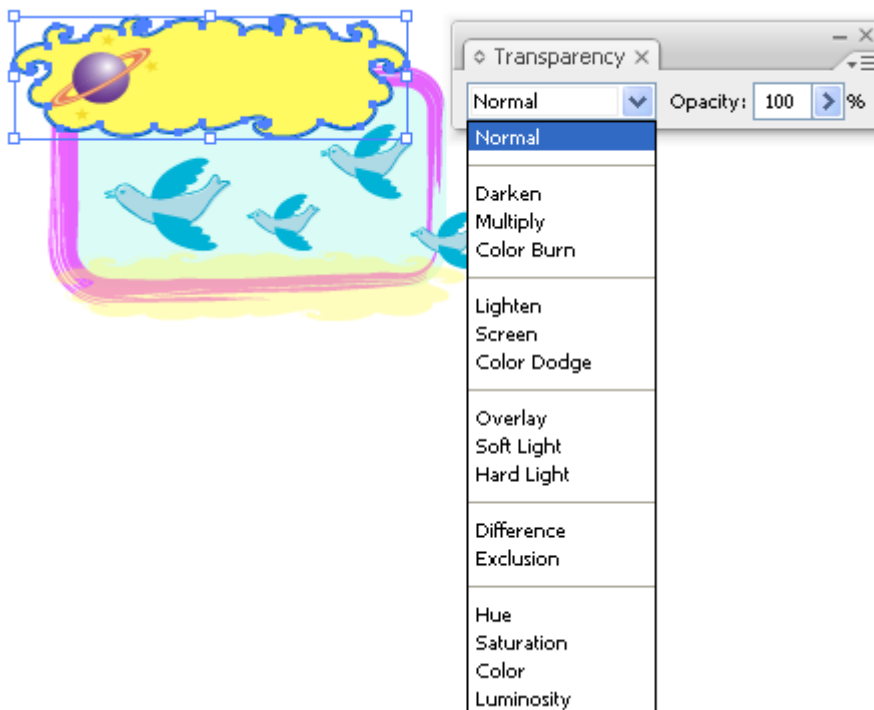 Transparency
Normal Opacity: 100 %
Normal
Darken
Multiply
Color Burn
Lighten
Screen
Color Dodge
Overlay
Soft Light
Hard Light
Difference
Exclusion
Hue
Saturation
Color
Luminosity